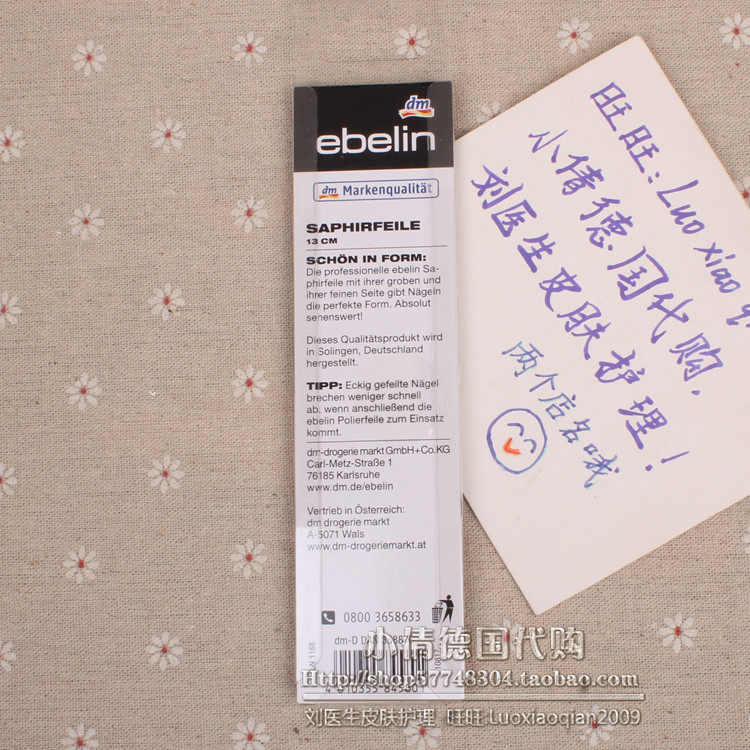 dm
ebelin
dm Markenqualität
SAPHIRFEILE
13 CM
SCHÖN IN FORM:
Die professionelle ebelin Sa-
phirfeile mit ihrer groben und
ihrer feinen Seite gibt Nägeln
die perfekte Form. Absolut
senenswert!
Dieses Qualitätsprodukt wird
in Solingen, Deutschland
hergestellt.
TIPP: Eckig gefeilte Nägel
brechen weniger schnell
ab, wenn anschließend die
ebelin Polierfeile zum Einsatz
kommt.
dm-drogerie markt GmbH+Co.KG
Carl-Metz-Straße 1
76185 Karlsruhe
www.dm.de/ebelin
Vertrieb in Österreich:
dm drogerie markt
A-5071 Wals
www.dm-drogeriemarkt.at
0800 3658633
dm-D
1168
旺旺:Luo xiao
小倩德国代购.
刘医生皮肤护理!
两个店名哦
小倩德国代购
Http://shop57748304.taobao.com
刘医生皮肤护理 旺旺:Luoxiaoqian2009